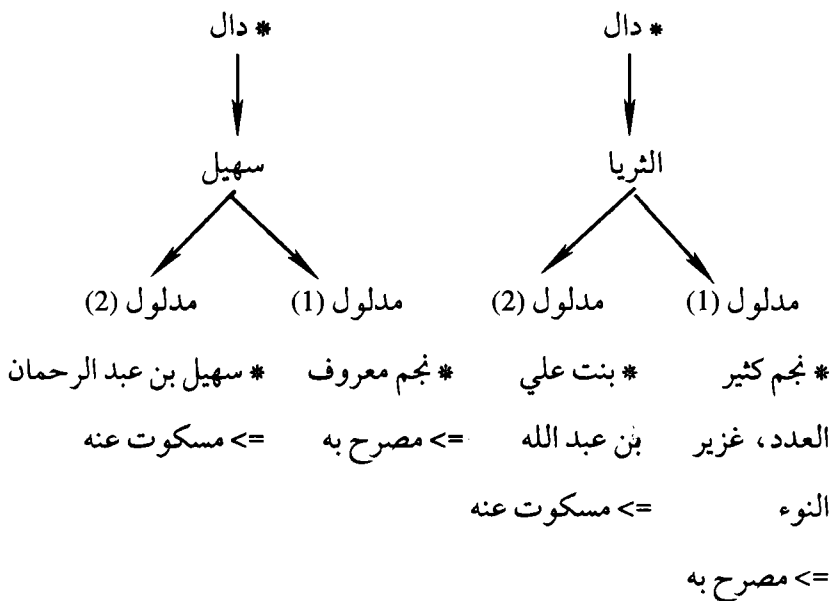 * دال * دال
الثريا سهيل
مدلول (1) مدلول (2) مدلول (1) مدلول (2)
* نجم كثير * بنت علي * نجم معروف * سهيل بن عبد الرحمان
العدد، غزير بن عبد الله => مصرح به => مسكوت عنه
النوء => مسكوت عنه
=> مصرح به